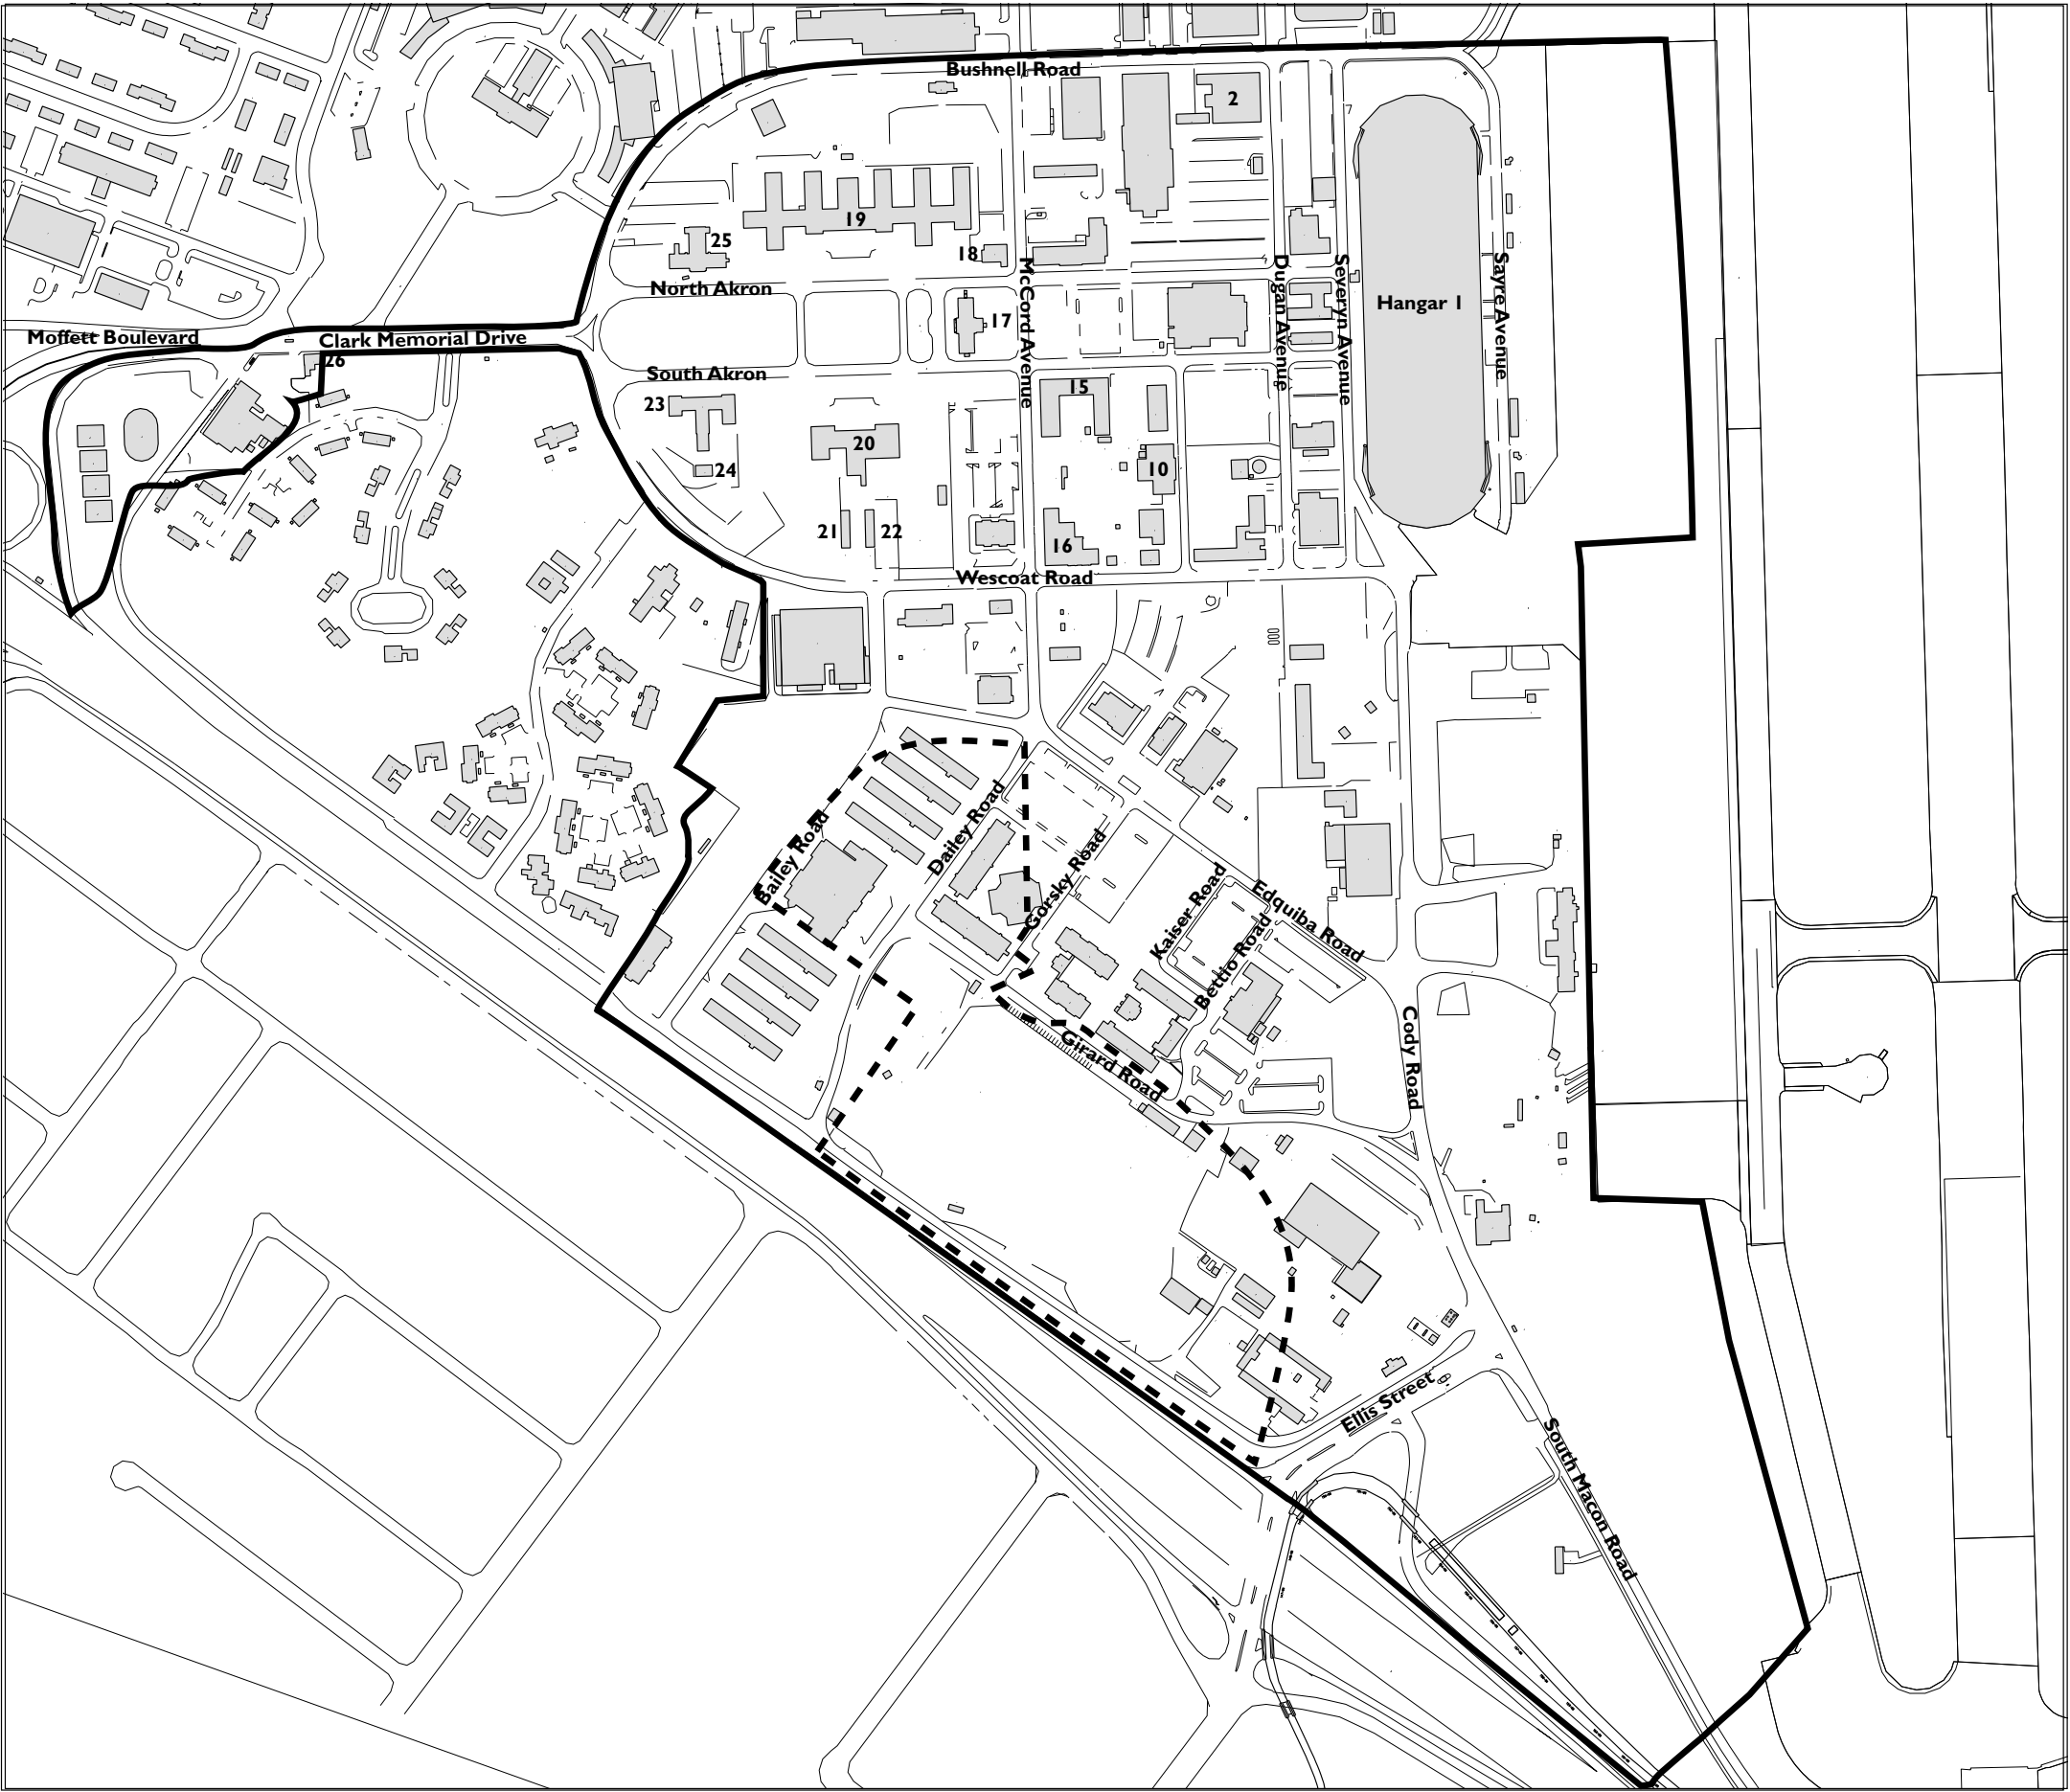 Bushnell Road
2
7
19
25
18
North Akron
McCord Avenue
Dugan Avenue
Severyn Avenue
Sayre Avenue
Hangar 1
17
Moffett Boulevard
Clark Memorial Drive
26
South Akron
15
23
20
24
10
21
22
16
Wescoat Road
Bailey Road
Dailey Road
Gorsky Road
Kaiser Road
Edquiba Road
Bettio Road
Girard Road
Cody Road
Ellis Street
South Macon Road